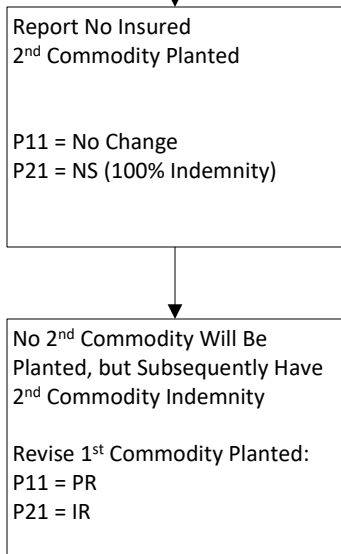 Report No Insured
2nd Commodity Planted
P11 = No Change
P21 = NS (100% Indemnity)
No 2nd Commodity Will Be
Planted, but Subsequently Have
2nd Commodity Indemnity
Revise 1st Commodity Planted:
P11 = PR
P21 = IR